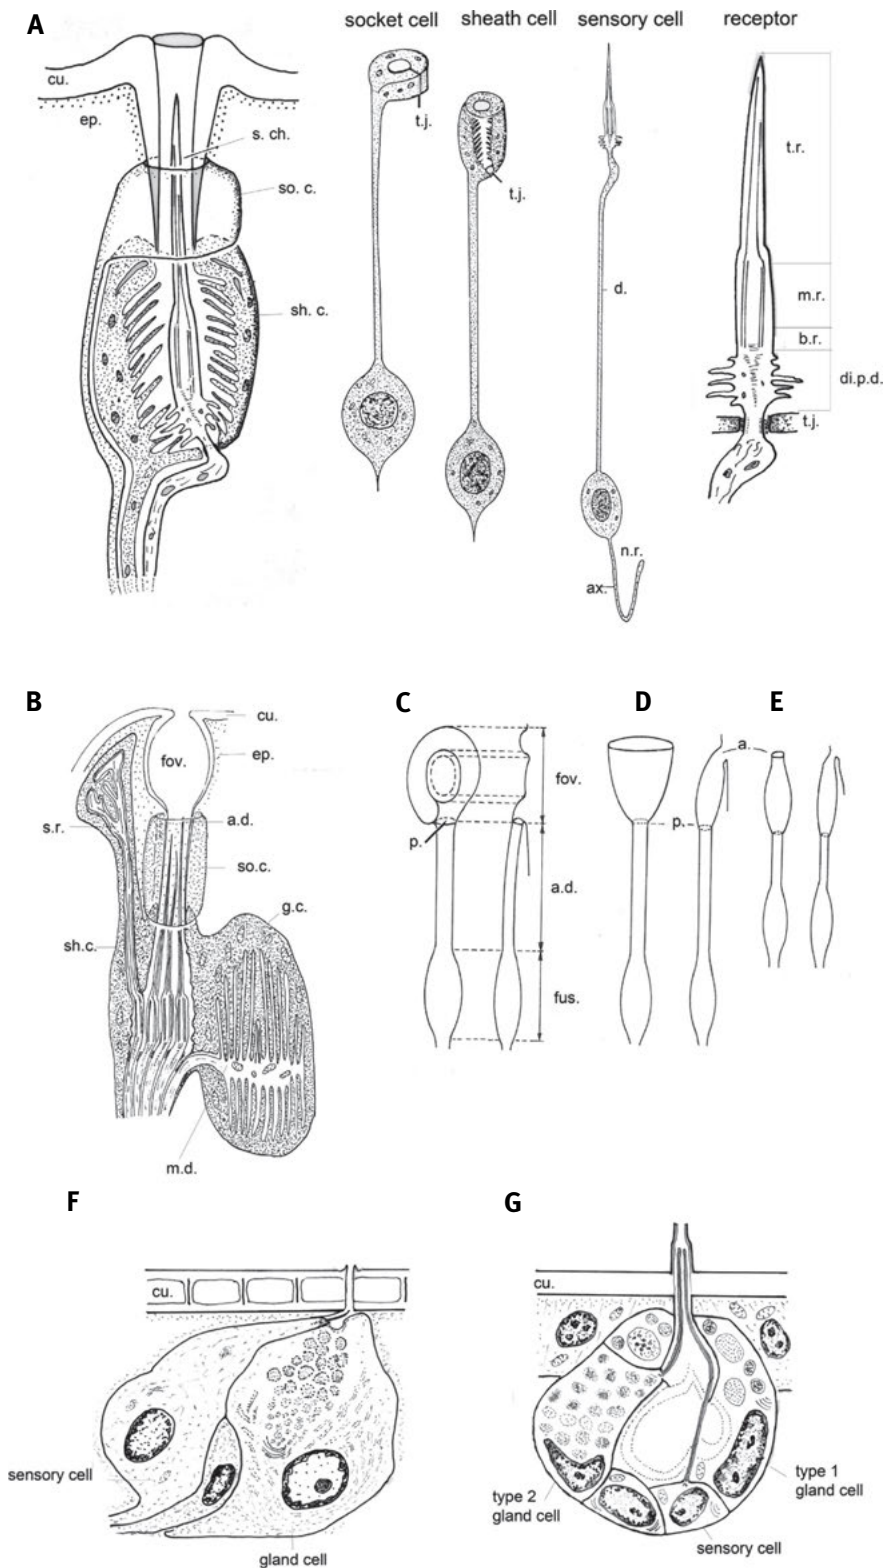 A
socket cell
sheath cell
sensory cell
receptor
cu.
ep.
s. ch.
so. c.
sh. c.
t.j.
t.j.
d.
n.r.
ax.
t.r.
m.r.
b.r.
di.p.d.
t.j.
B
cu.
fov.
ep.
s.r.
a.d.
so.c.
g.c.
sh.c.
m.d.
C
D
E
fov.
p.
a.d.
fus.
a.
p.
F
cu.
sensory cell
gland cell
G
cu.
type 2
gland cell
type 1
gland cell
sensory cell